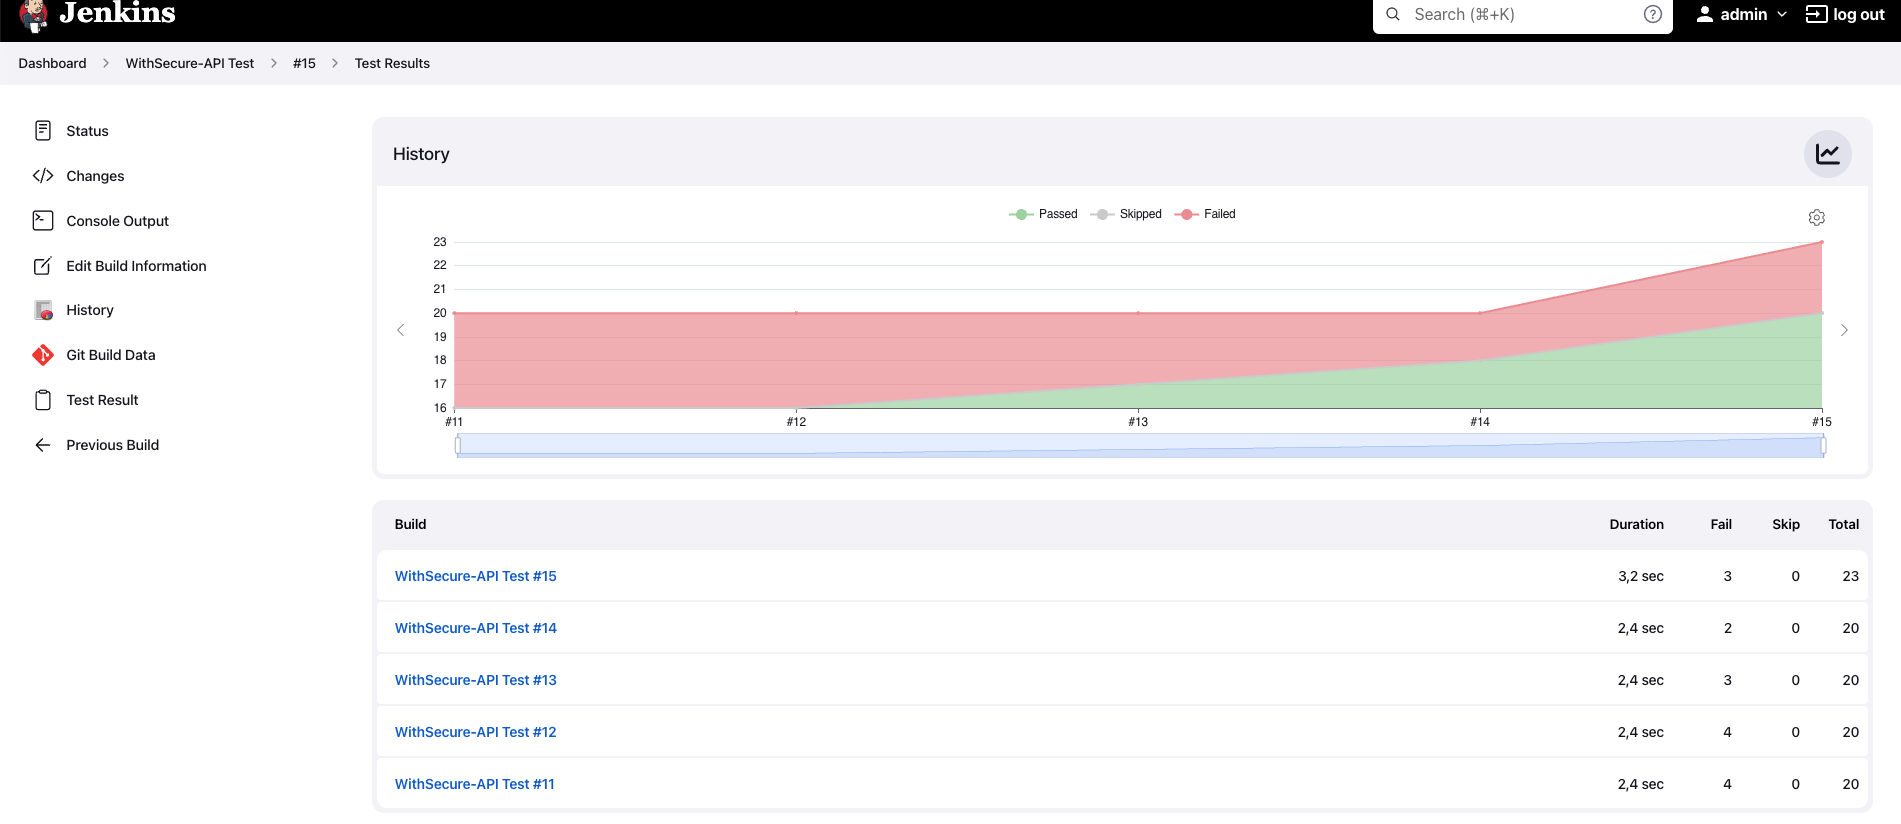 Jenkins
Search (⌘+K)
?
admin
log out
Dashboard > WithSecure-API Test > #15 > Test Results
Status
Changes
Console Output
Edit Build Information
History
Git Build Data
Test Result
Previous Build
History
Passed Skipped Failed
23
22
21
20
19
18
17
16
#11 #12 #13 #14 #15
Build Duration Fail Skip Total
WithSecure-API Test #15 3,2 sec 3 0 23
WithSecure-API Test #14 2,4 sec 2 0 20
WithSecure-API Test #13 2,4 sec 3 0 20
WithSecure-API Test #12 2,4 sec 4 0 20
WithSecure-API Test #11 2,4 sec 4 0 20